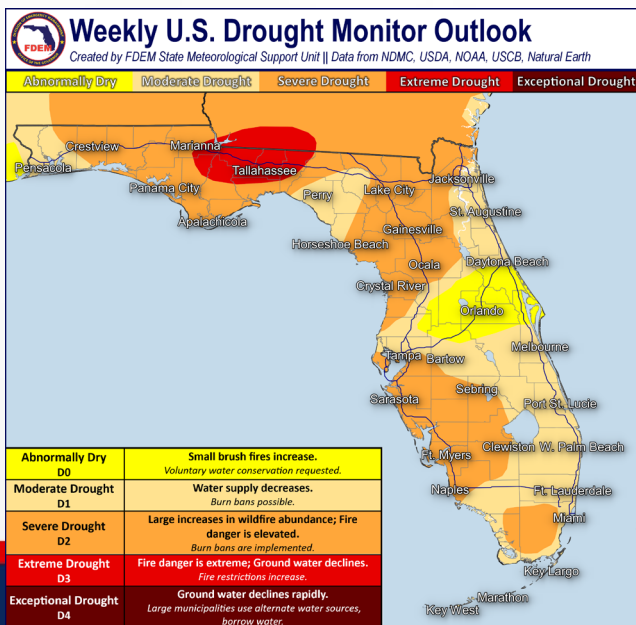 Weekly U.S. Drought Monitor Outlook
Created by FDEM State Meteorological Support Unit || Data from NDMC, USDA, NOAA, USCB, Natural Earth
Abnormally Dry Moderate Drought Severe Drought Extreme Drought Exceptional Drought
Crestview
Marianna
Pensacola
Tallahassee
Panama City
Perry
Lake City
Jacksonville
Apalachicola
St. Augustine
Gainesville
Horseshoe Beach
Ocala
Daytona Beach
Crystal River
Orlando
Melbourne
Tampa
Bartow
Sebring
Sarasota
Port St. Lucie
Ft. Myers
Clewiston
W. Palm Beach
Naples
Ft. Lauderdale
Miami
Key Largo
Marathon
Key West
Abnormally Dry
D0
Small brush fires increase.
Voluntary water conservation requested.
Moderate Drought
D1
Water supply decreases.
Burn bans possible.
Severe Drought
D2
Large increases in wildfire abundance; Fire
danger is elevated.
Burn bans are implemented.
Extreme Drought
D3
Fire danger is extreme; Ground water declines.
Fire restrictions increase.
Exceptional Drought
D4
Ground water declines rapidly.
Large municipalities use alternate water sources,
borrow water.